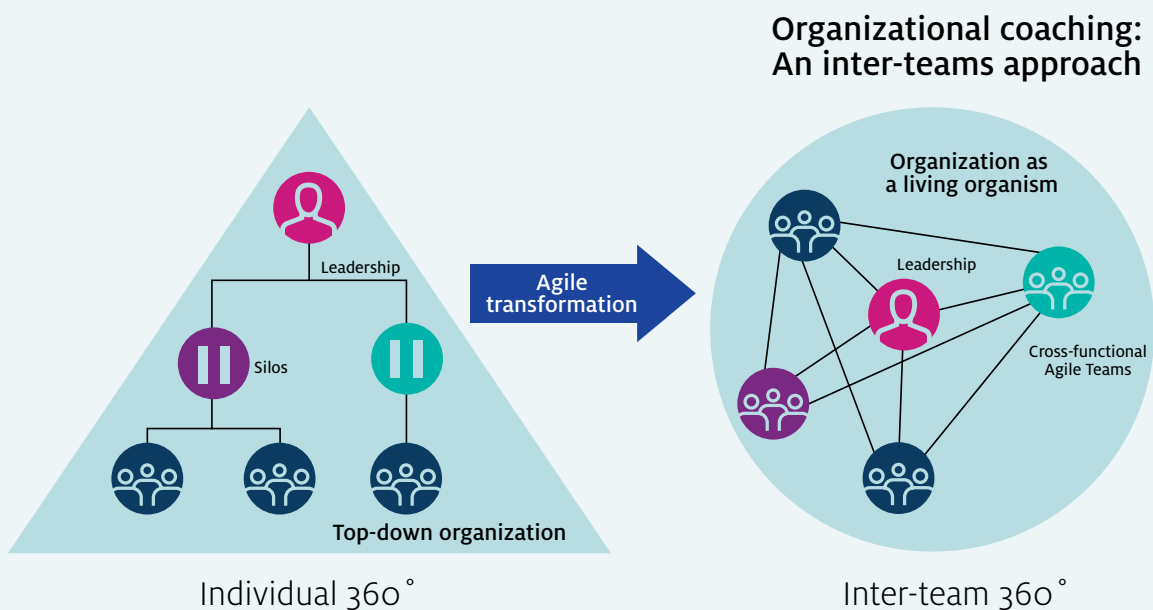 Organizational coaching:
An inter-teams approach
Leadership
Silos
Top-down organization
Individual 360°
Agile
transformation
Organization as
a living organism
Leadership
Cross-functional
Agile Teams
Inter-team 360°